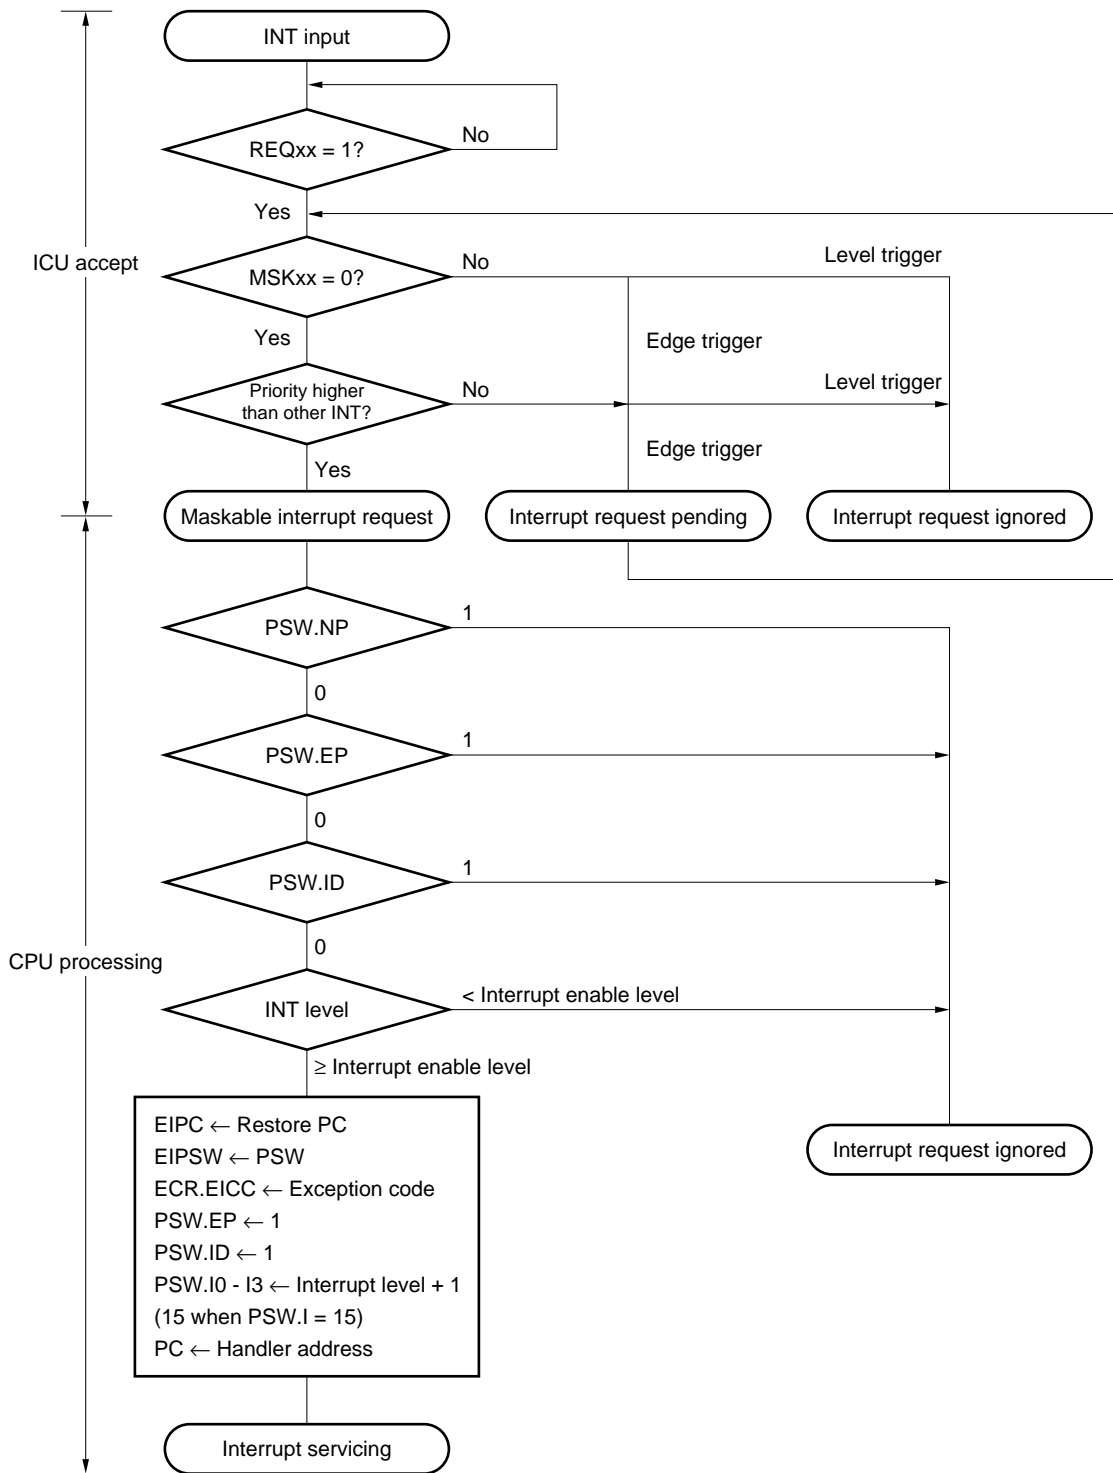 INT input
REQxx = 1?
No
Yes
ICU accept
MSKxx = 0?
No
Level trigger
Yes
Edge trigger
Priority higher
than other INT?
No
Level trigger
Edge trigger
Yes
Maskable interrupt request
Interrupt request pending
Interrupt request ignored
PSW.NP
1
0
PSW.EP
1
0
PSW.ID
1
0
CPU processing
INT level
< Interrupt enable level
≥ Interrupt enable level
EIPC ← Restore PC
EIPSW ← PSW
ECR.EICC ← Exception code
PSW.EP ← 1
PSW.ID ← 1
PSW.I0 - I3 ← Interrupt level + 1
(15 when PSW.I = 15)
PC ← Handler address
Interrupt request ignored
Interrupt servicing